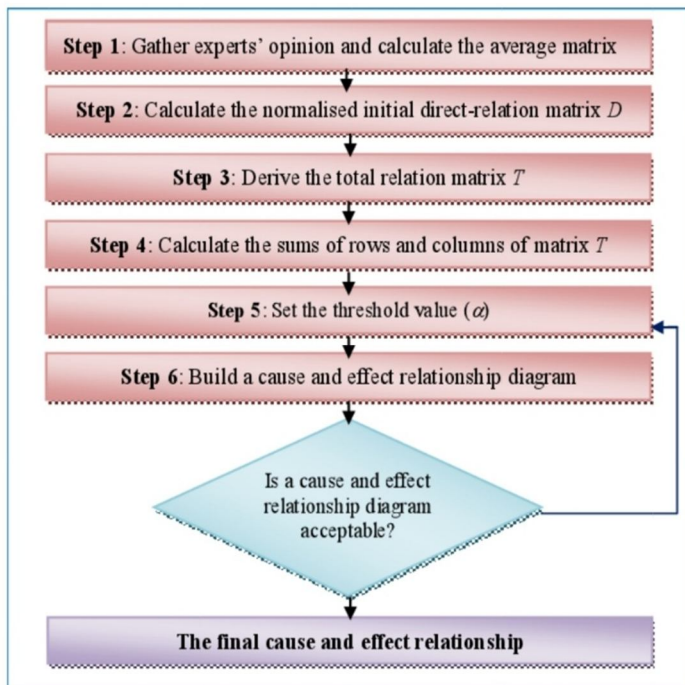 Step 1: Gather experts' opinion and calculate the average matrix
Step 2: Calculate the normalised initial direct-relation matrix D
Step 3: Derive the total relation matrix T
Step 4: Calculate the sums of rows and columns of matrix T
Step 5: Set the threshold value (α)
Step 6: Build a cause and effect relationship diagram
Is a cause and effect
relationship diagram
acceptable?
The final cause and effect relationship